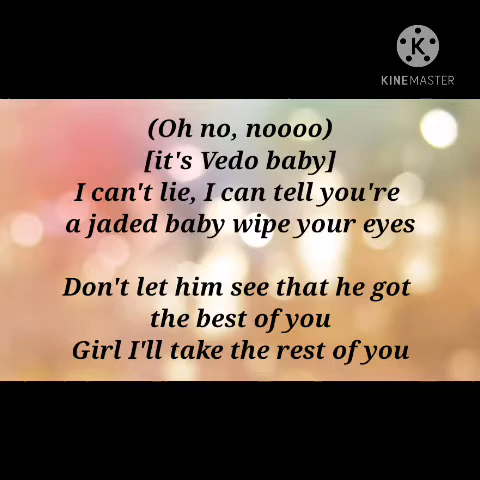 KINEMASTER
(Oh no, noooo)
[it's Vedo baby]
I can't lie, I can tell you're
a jaded baby wipe your eyes
Don't let him see that he got
the best of you
Girl I'll take the rest of you